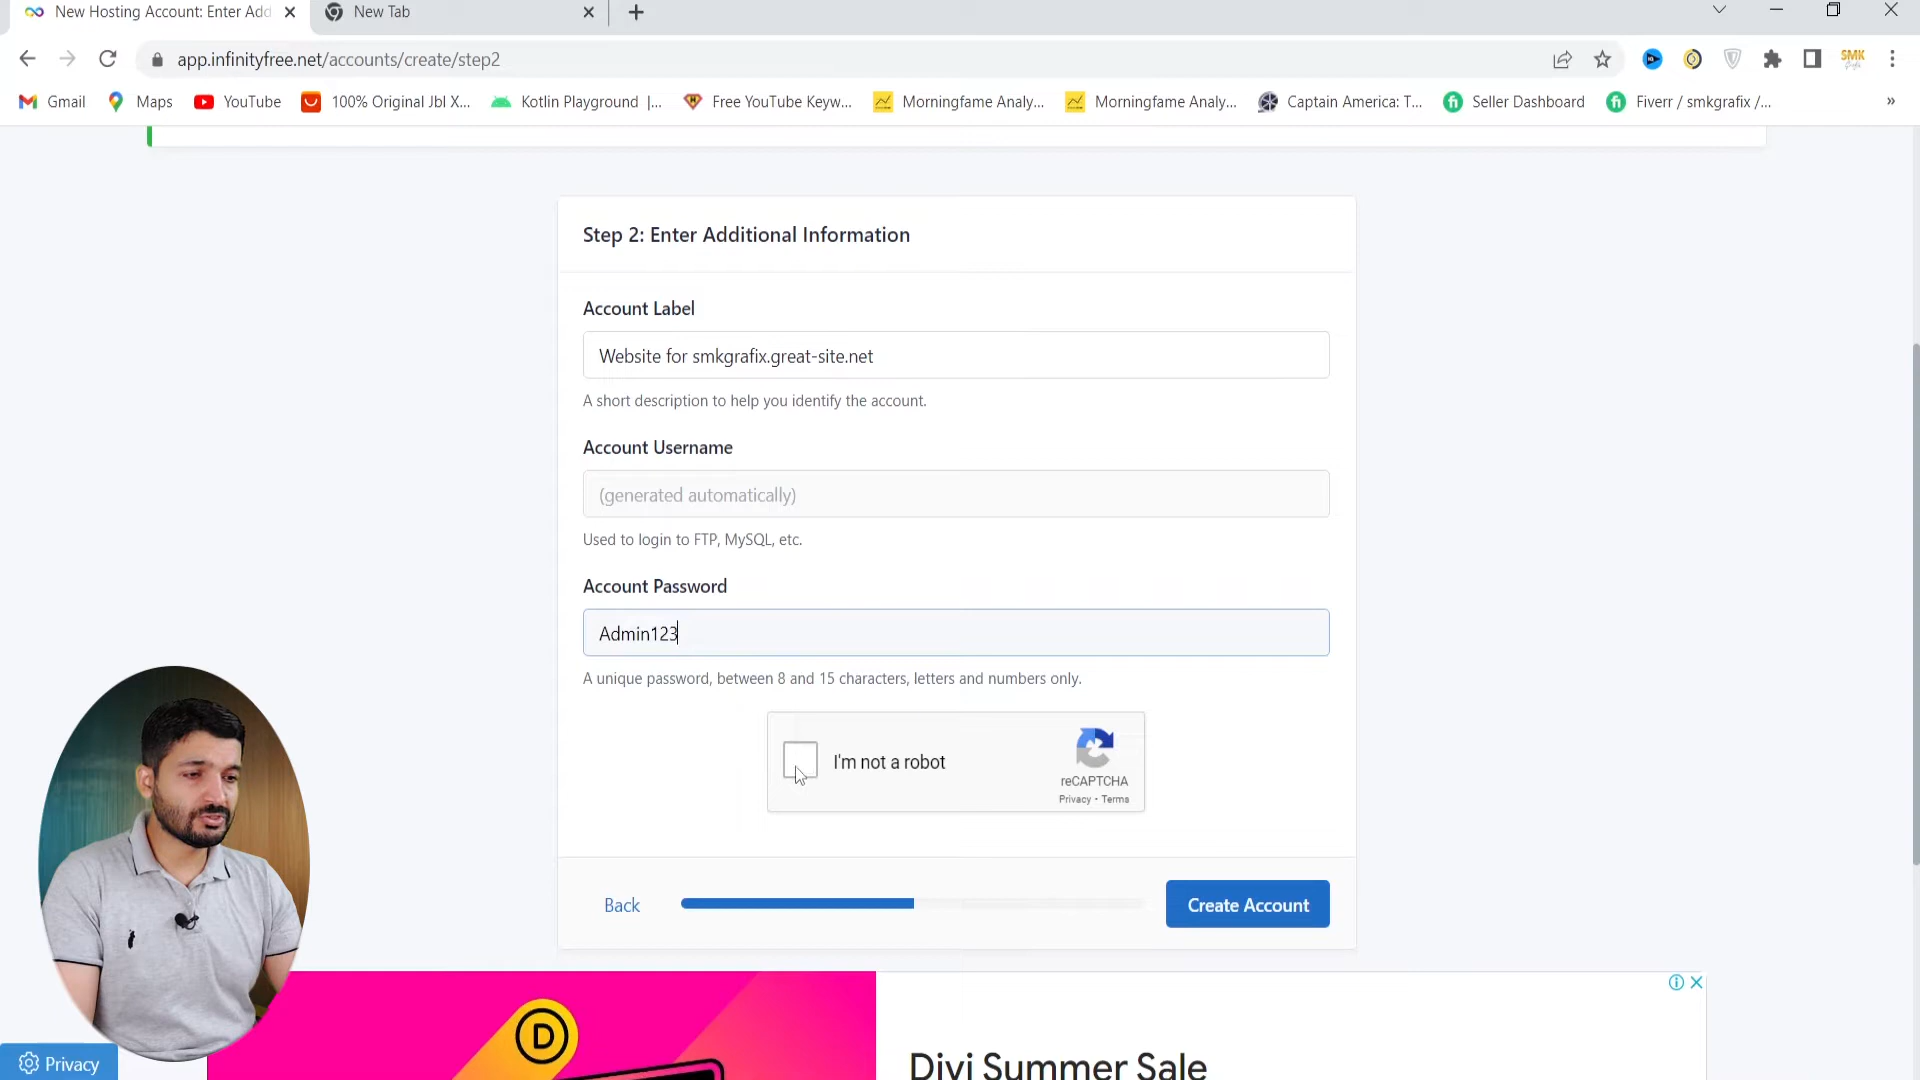 New Hosting Account: Enter Add
New Tab
app.infinityfree.net/accounts/create/step2
SMK
Gmail
Maps
YouTube
100% Original Jbl X...
Kotlin Playground |...
Free YouTube Keyw...
Morningfame Analy...
Morningfame Analy...
Captain America: T...
Seller Dashboard
Fiverr / smkgrafix /...
»
Step 2: Enter Additional Information
Account Label
Website for smkgrafix.great-site.net
A short description to help you identify the account.
Account Username
(generated automatically)
Used to login to FTP, MySQL, etc.
Account Password
Admin123
A unique password, between 8 and 15 characters, letters and numbers only.
I'm not a robot
reCAPTCHA
Privacy • Terms
Back
Create Account
D
Divi Summer Sale
Privacy